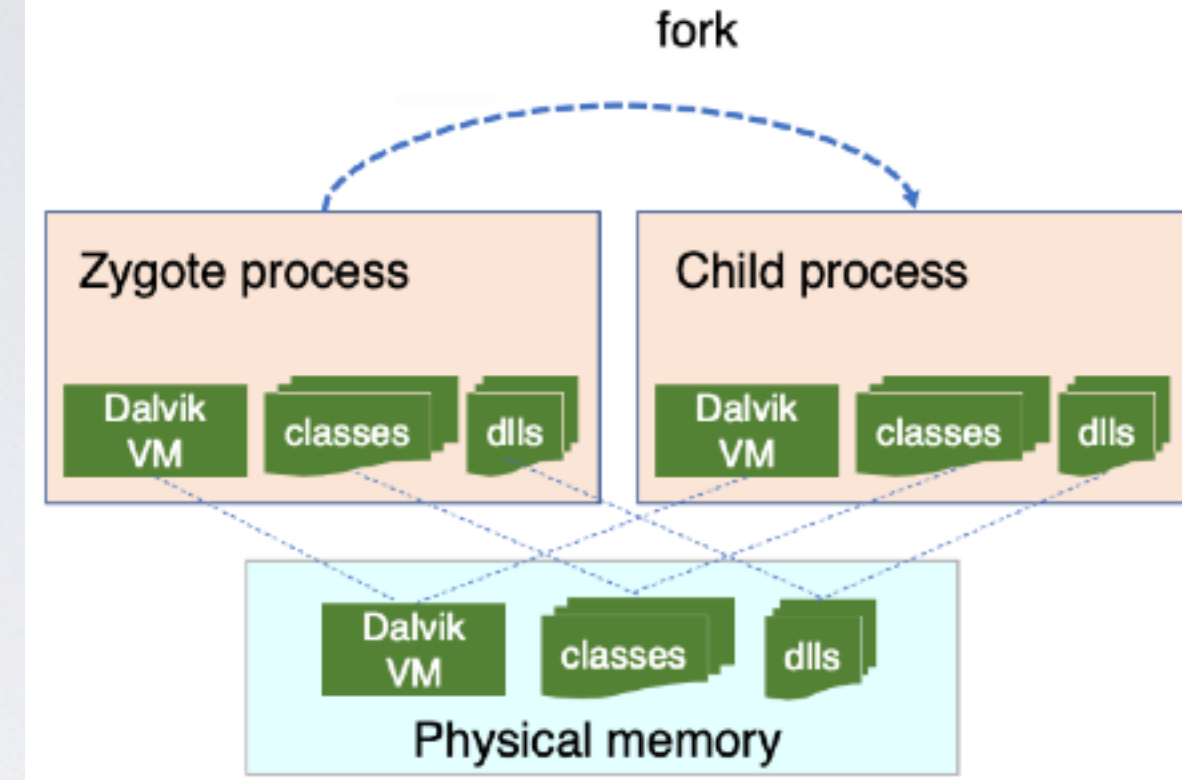 fork
Zygote process
Dalvik
VM
classes
dlls
Child process
Dalvik
VM
classes
dlls
Dalvik
VM
classes
dlls
Physical memory